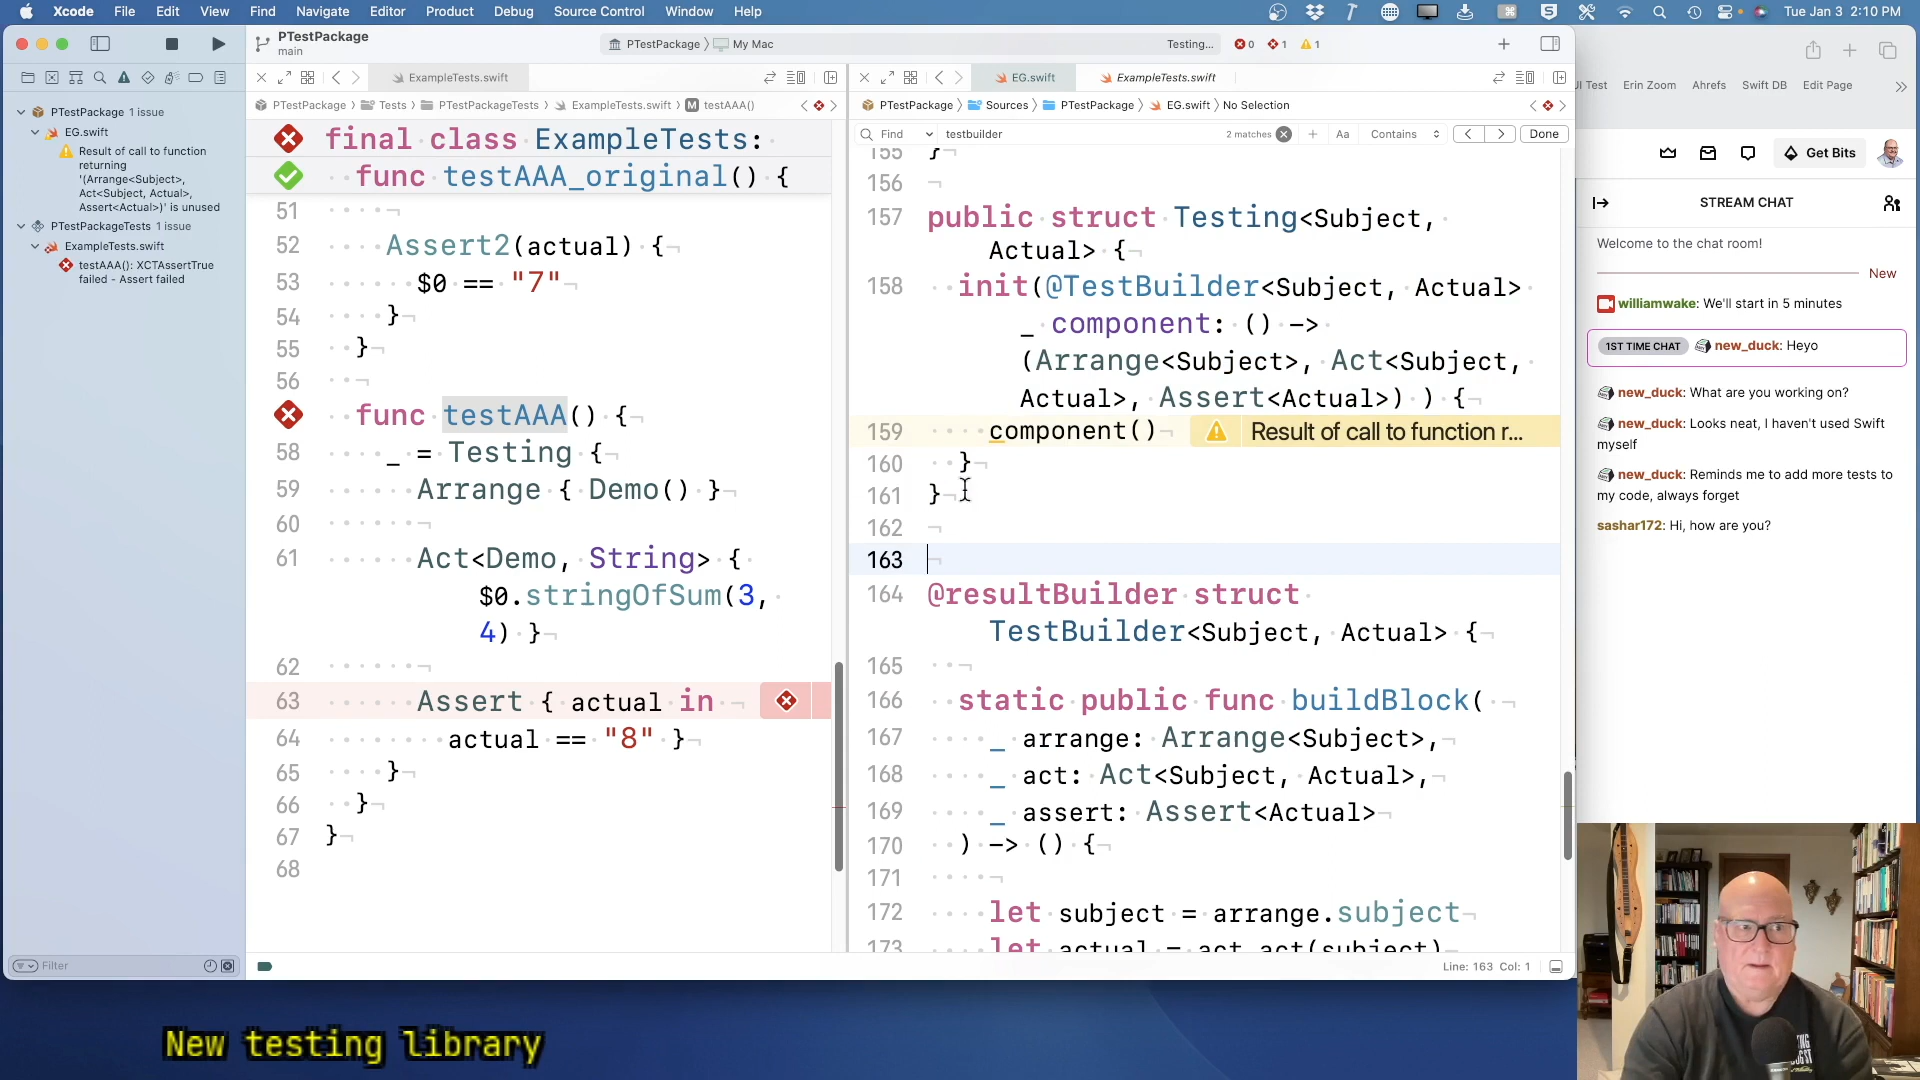 Xcode File Edit View Find Navigate Editor Product Debug Source Control Window Help Tue Jan 3 2:10 PM
PTestPackage
main
PTestPackage My Mac
Testing... 0 1 1
ExampleTests.swift
EG.swift ExampleTests.swift
PTestPackage Tests PTestPackageTests ExampleTests.swift M testAAA()
PTestPackage Sources PTestPackage EG.swift No Selection
Find testbuilder 2 matches Aa Contains Done
PTestPackage 1 issue
EG.swift
Result of call to function
returning
'(Arrange<Subject>,
Act<Subject, Actual>,
Assert<Actual>)' is unused
PTestPackageTests 1 issue
ExampleTests.swift
testAAA(): XCTAssertTrue
failed - Assert failed
Filter
final class ExampleTests:
func testAAA_original() {
51
52 Assert2(actual) {
53 $0 == "7"
54 }
55 }
56
func testAAA() {
58 _ = Testing {
59 Arrange { Demo() }
60
61 Act<Demo, String> {
$0.stringOfSum(3,
4) }
62
63 Assert { actual in
64 actual == "8" }
65 }
66 }
67 }
68
155 }
156
157 public struct Testing<Subject,
Actual> {
158 init(@TestBuilder<Subject, Actual>
_ component: () ->
(Arrange<Subject>, Act<Subject,
Actual>, Assert<Actual>) ) {
159 component() Result of call to function r...
160 }
161 }
162
163
164 @resultBuilder struct
TestBuilder<Subject, Actual> {
165
166 static public func buildBlock(
167 _ arrange: Arrange<Subject>,
168 _ act: Act<Subject, Actual>,
169 _ assert: Assert<Actual>
170 ) -> () {
171
172 let subject = arrange.subject
173 let actual = act.act(subject)
Line: 163 Col: 1
UI Test Erin Zoom Ahrefs Swift DB Edit Page
Get Bits
STREAM CHAT
Welcome to the chat room!
New
williamwake: We'll start in 5 minutes
1ST TIME CHAT new_duck: Heyo
new_duck: What are you working on?
new_duck: Looks neat, I haven't used Swift
myself
new_duck: Reminds me to add more tests to
my code, always forget
sashar172: Hi, how are you?
New testing library